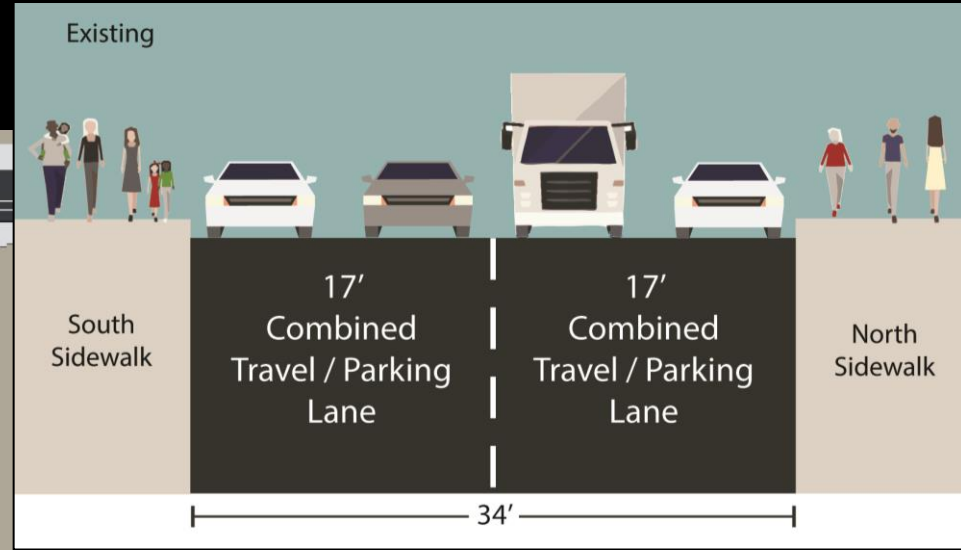 Existing
South
Sidewalk
17'
Combined
Travel / Parking
Lane
17'
Combined
Travel / Parking
Lane
North
Sidewalk
34'